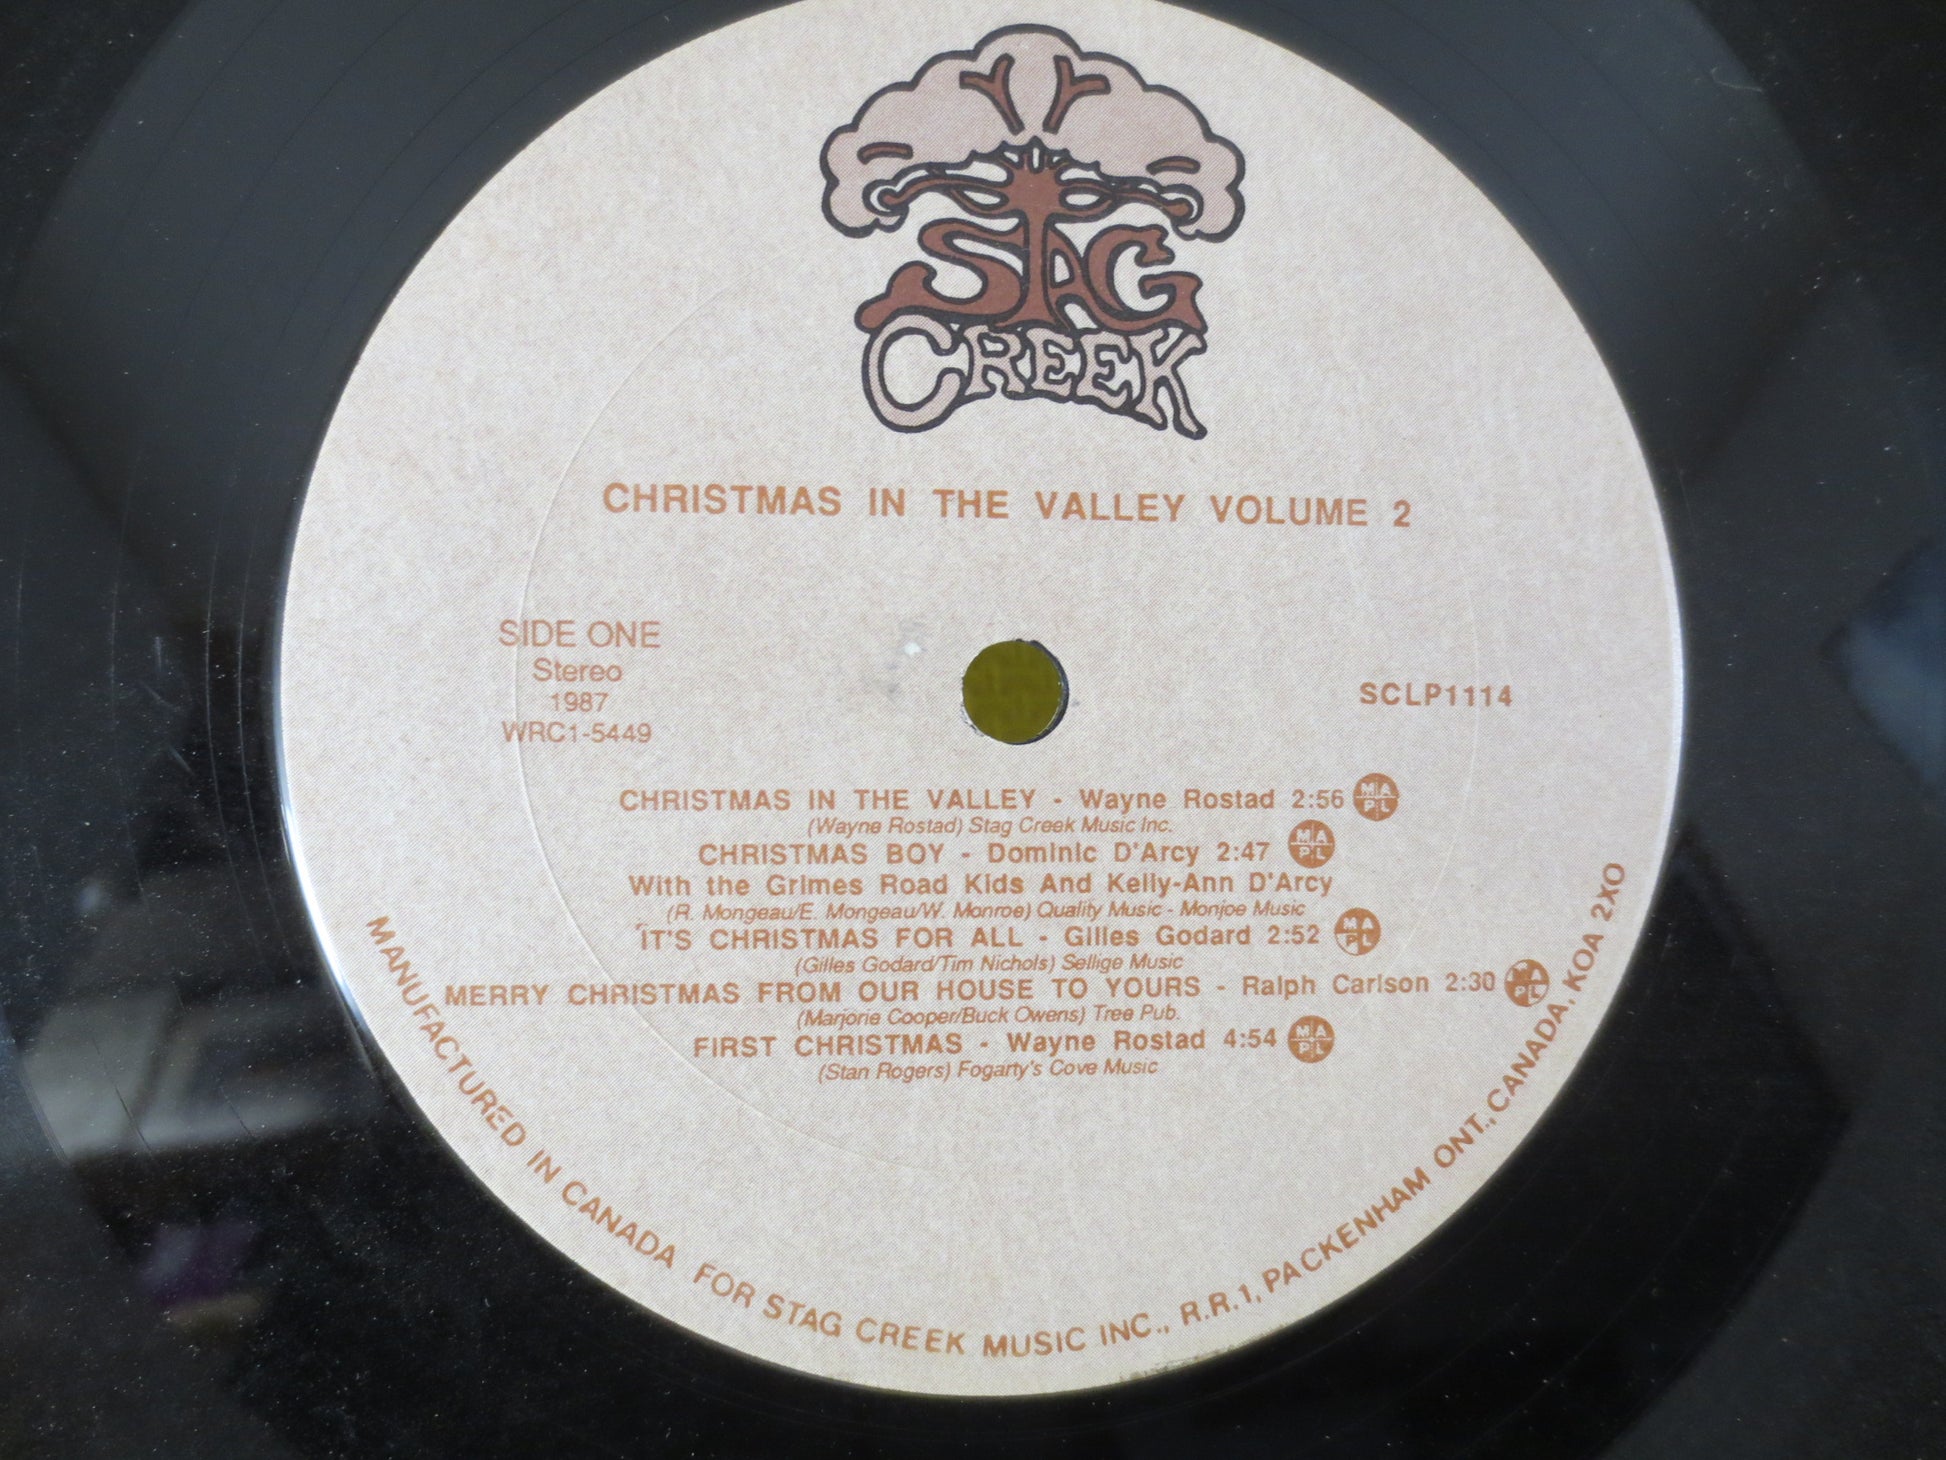 STAG
CREEK
CHRISTMAS IN THE VALLEY VOLUME 2
SIDE ONE
Stereo
1987
WRC1-5449
SCLP1114
CHRISTMAS IN THE VALLEY - Wayne Rostad 2:56 MAPL
(Wayne Rostad) Stag Creek Music Inc.
CHRISTMAS BOY - Dominic D'Arcy 2:47 MAPL
With the Grimes Road Kids And Kelly-Ann D'Arcy
(R. Mongeau/E. Mongeau/W. Monroe) Quality Music - Monjoe Music
IT'S CHRISTMAS FOR ALL - Gilles Godard 2:52 MAPL
(Gilles Godard/Tim Nichols) Sellige Music
MERRY CHRISTMAS FROM OUR HOUSE TO YOURS - Ralph Carlson 2:30 MAPL
(Marjorie Cooper/Buck Owens) Tree Pub.
FIRST CHRISTMAS - Wayne Rostad 4:54 MAPL
(Stan Rogers) Fogarty's Cove Music
MANUFACTURED IN CANADA FOR STAG CREEK MUSIC INC., R.R.1, PACKENHAM ONT., CANADA, KOA 2XO